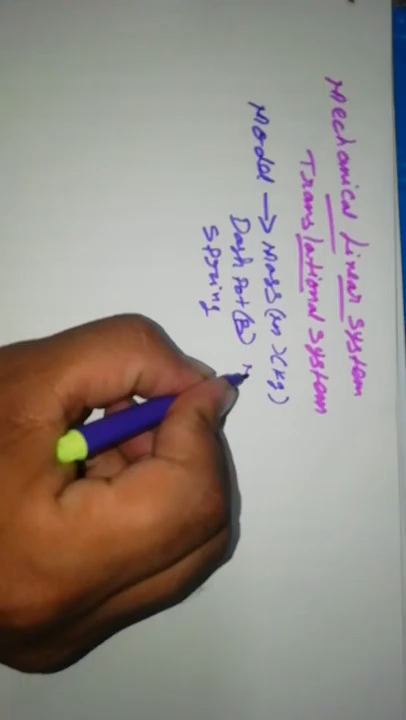 Mechanical Linear System
Translational System
Model → Mass (m) (kg)
Dash Pot (B)
Spring